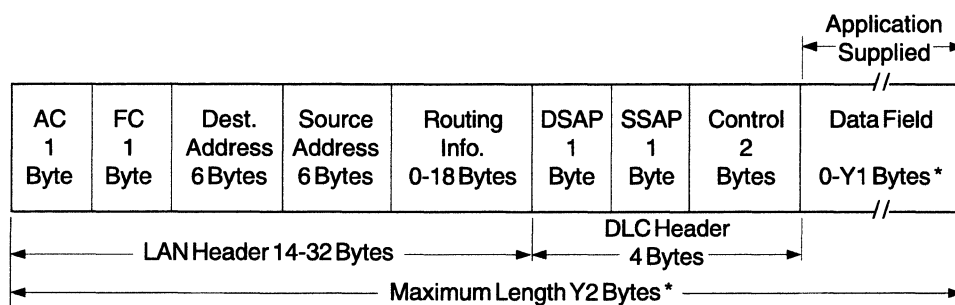 Application
Supplied
AC
1
Byte
FC
1
Byte
Dest.
Address
6 Bytes
Source
Address
6 Bytes
Routing
Info.
0-18 Bytes
DSAP
1
Byte
SSAP
1
Byte
Control
2
Bytes
Data Field
0-Y1 Bytes*
LAN Header 14-32 Bytes
DLC Header
4 Bytes
Maximum Length Y2 Bytes*